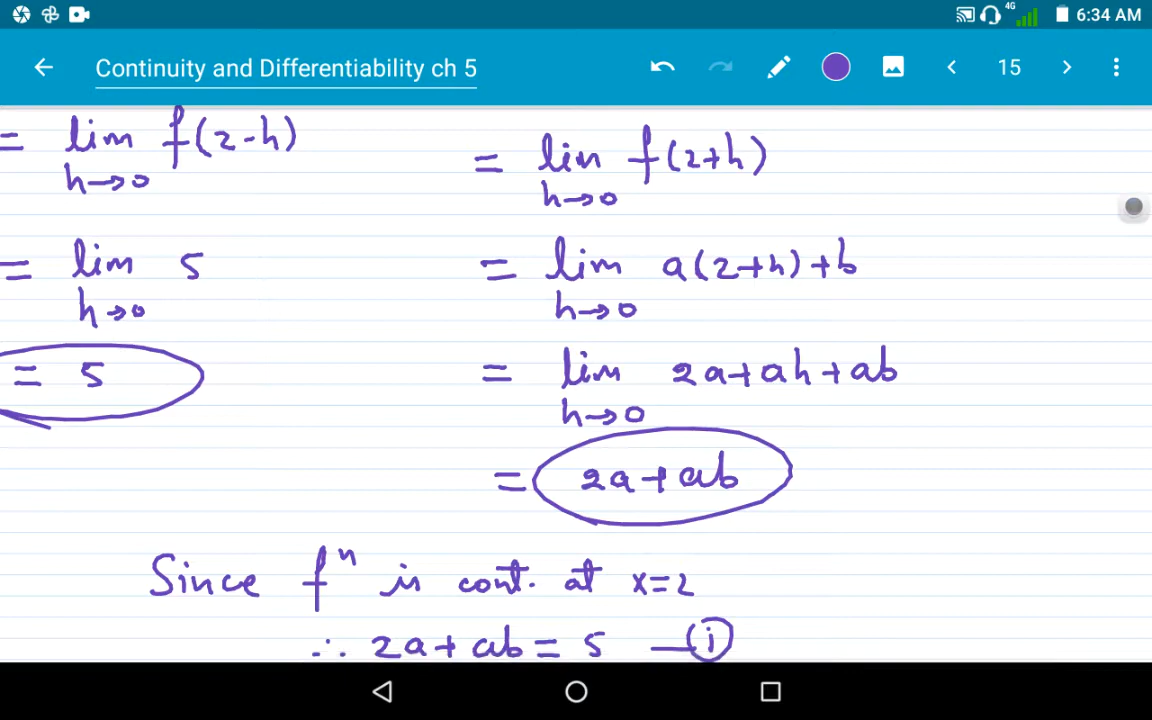 4G 6:34 AM
Continuity and Differentiability ch 5 15
= lim f(2-h)
h→0
= lim f(2+h)
h→0
= lim 5
h→0
= lim a(2+h)+b
h→0
= 5
= lim 2a+ah+ab
h→0
= 2a+ab
Since fⁿ is cont. at x=2
∴ 2a+ab = 5 —(i)